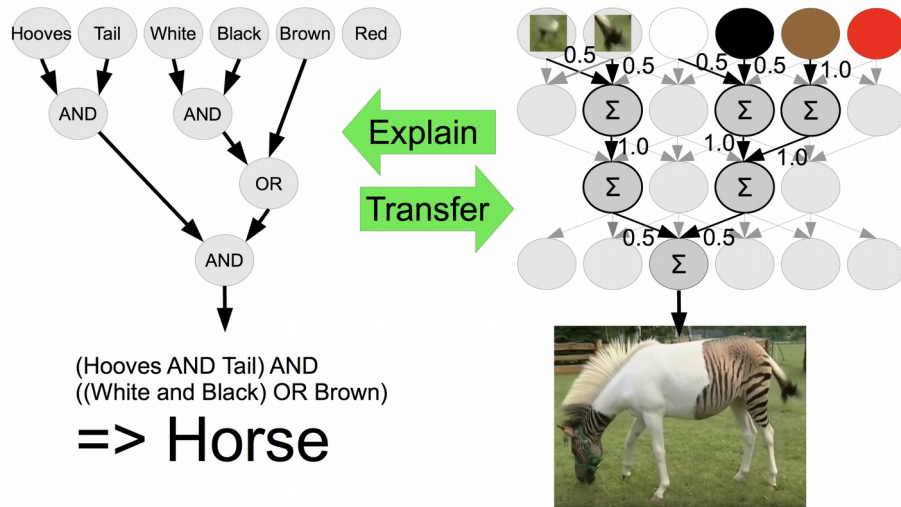 Hooves Tail White Black Brown Red
AND
AND
OR
AND
(Hooves AND Tail) AND
((White and Black) OR Brown)
=> Horse
Explain
Transfer
0.5
0.5
0.5
0.5
1.0
Σ
Σ
Σ
1.0
1.0
1.0
Σ
Σ
0.5
0.5
Σ